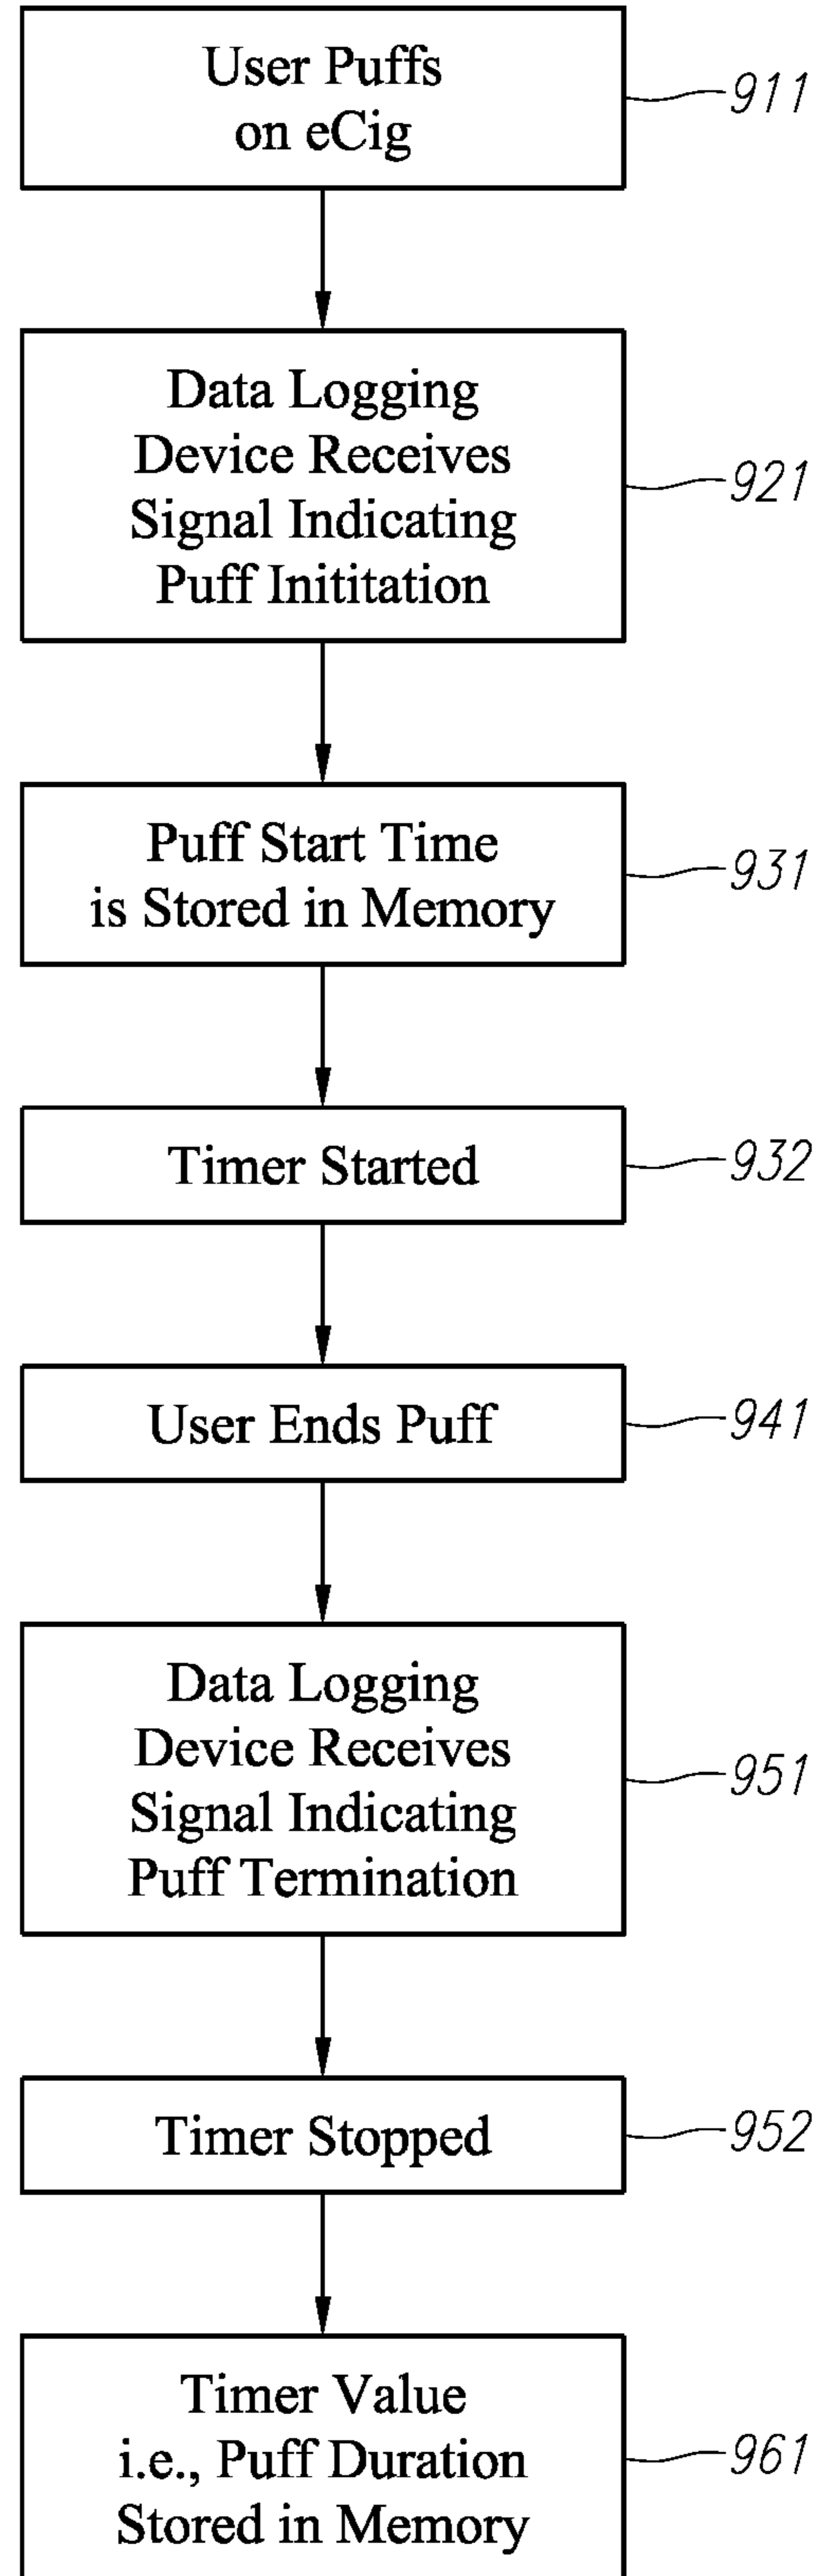 User Puffs
on eCig
911
Data Logging
Device Receives
Signal Indicating
Puff Inititation
921
Puff Start Time
is Stored in Memory
931
Timer Started
932
User Ends Puff
941
Data Logging
Device Receives
Signal Indicating
Puff Termination
951
Timer Stopped
952
Timer Value
i.e., Puff Duration
Stored in Memory
961